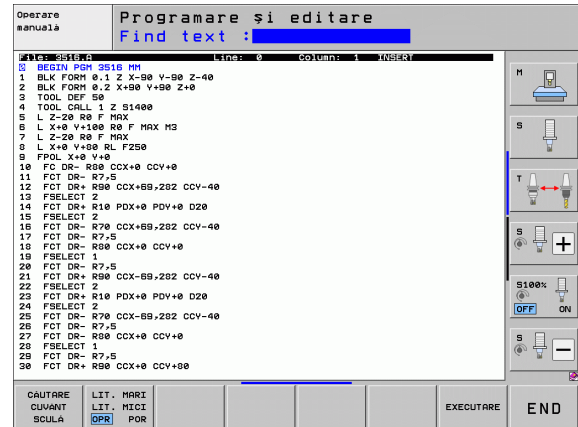 Operare
manuală
Programare şi editare
Find text :
File: 3516.A Line: 0 Column: 1 INSERT
0 BEGIN PGM 3516 MM
1 BLK FORM 0.1 Z X-90 Y-90 Z-40
2 BLK FORM 0.2 X+90 Y+90 Z+0
3 TOOL DEF 50
4 TOOL CALL 1 Z S1400
5 L Z-20 R0 F MAX
6 L X+0 Y+100 R0 F MAX M3
7 L Z-20 R0 F MAX
8 L X+0 Y+80 RL F250
9 FPOL X+0 Y+0
10 FC DR- R80 CCX+0 CCY+0
11 FCT DR- R7,5
12 FCT DR+ R90 CCX+69,282 CCY-40
13 FSELECT 2
14 FCT DR+ R10 PDX+0 PDY+0 D20
15 FSELECT 2
16 FCT DR- R70 CCX+69,282 CCY-40
17 FCT DR- R7,5
18 FCT DR- R80 CCX+0 CCY+0
19 FSELECT 1
20 FCT DR- R7,5
21 FCT DR+ R90 CCX-69,282 CCY-40
22 FSELECT 2
23 FCT DR+ R10 PDX+0 PDY+0 D20
24 FSELECT 2
25 FCT DR- R70 CCX-69,282 CCY-40
26 FCT DR- R7,5
27 FCT DR- R80 CCX+0 CCY+0
28 FSELECT 1
29 FCT DR- R7,5
30 FCT DR+ R90 CCX+0 CCY+80
M
S
T
S
S100%
OFF ON
S
CĂUTARE
CUVANT
SCULĂ
LIT. MARI
LIT. MICI
OPR POR
EXECUTARE
END